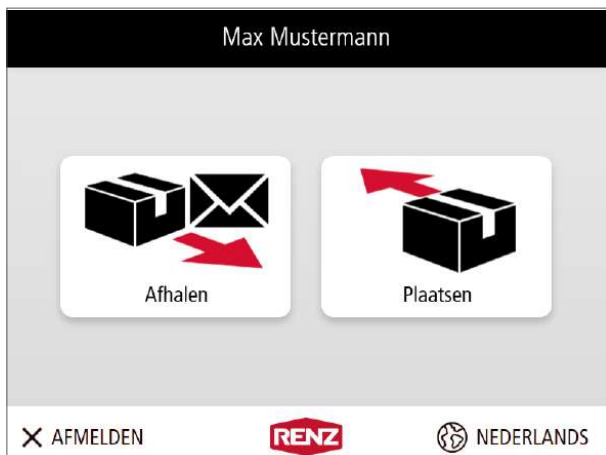 Max Mustermann
Afhalen
Plaatsen
AFMELDEN
RENZ
NEDERLANDS